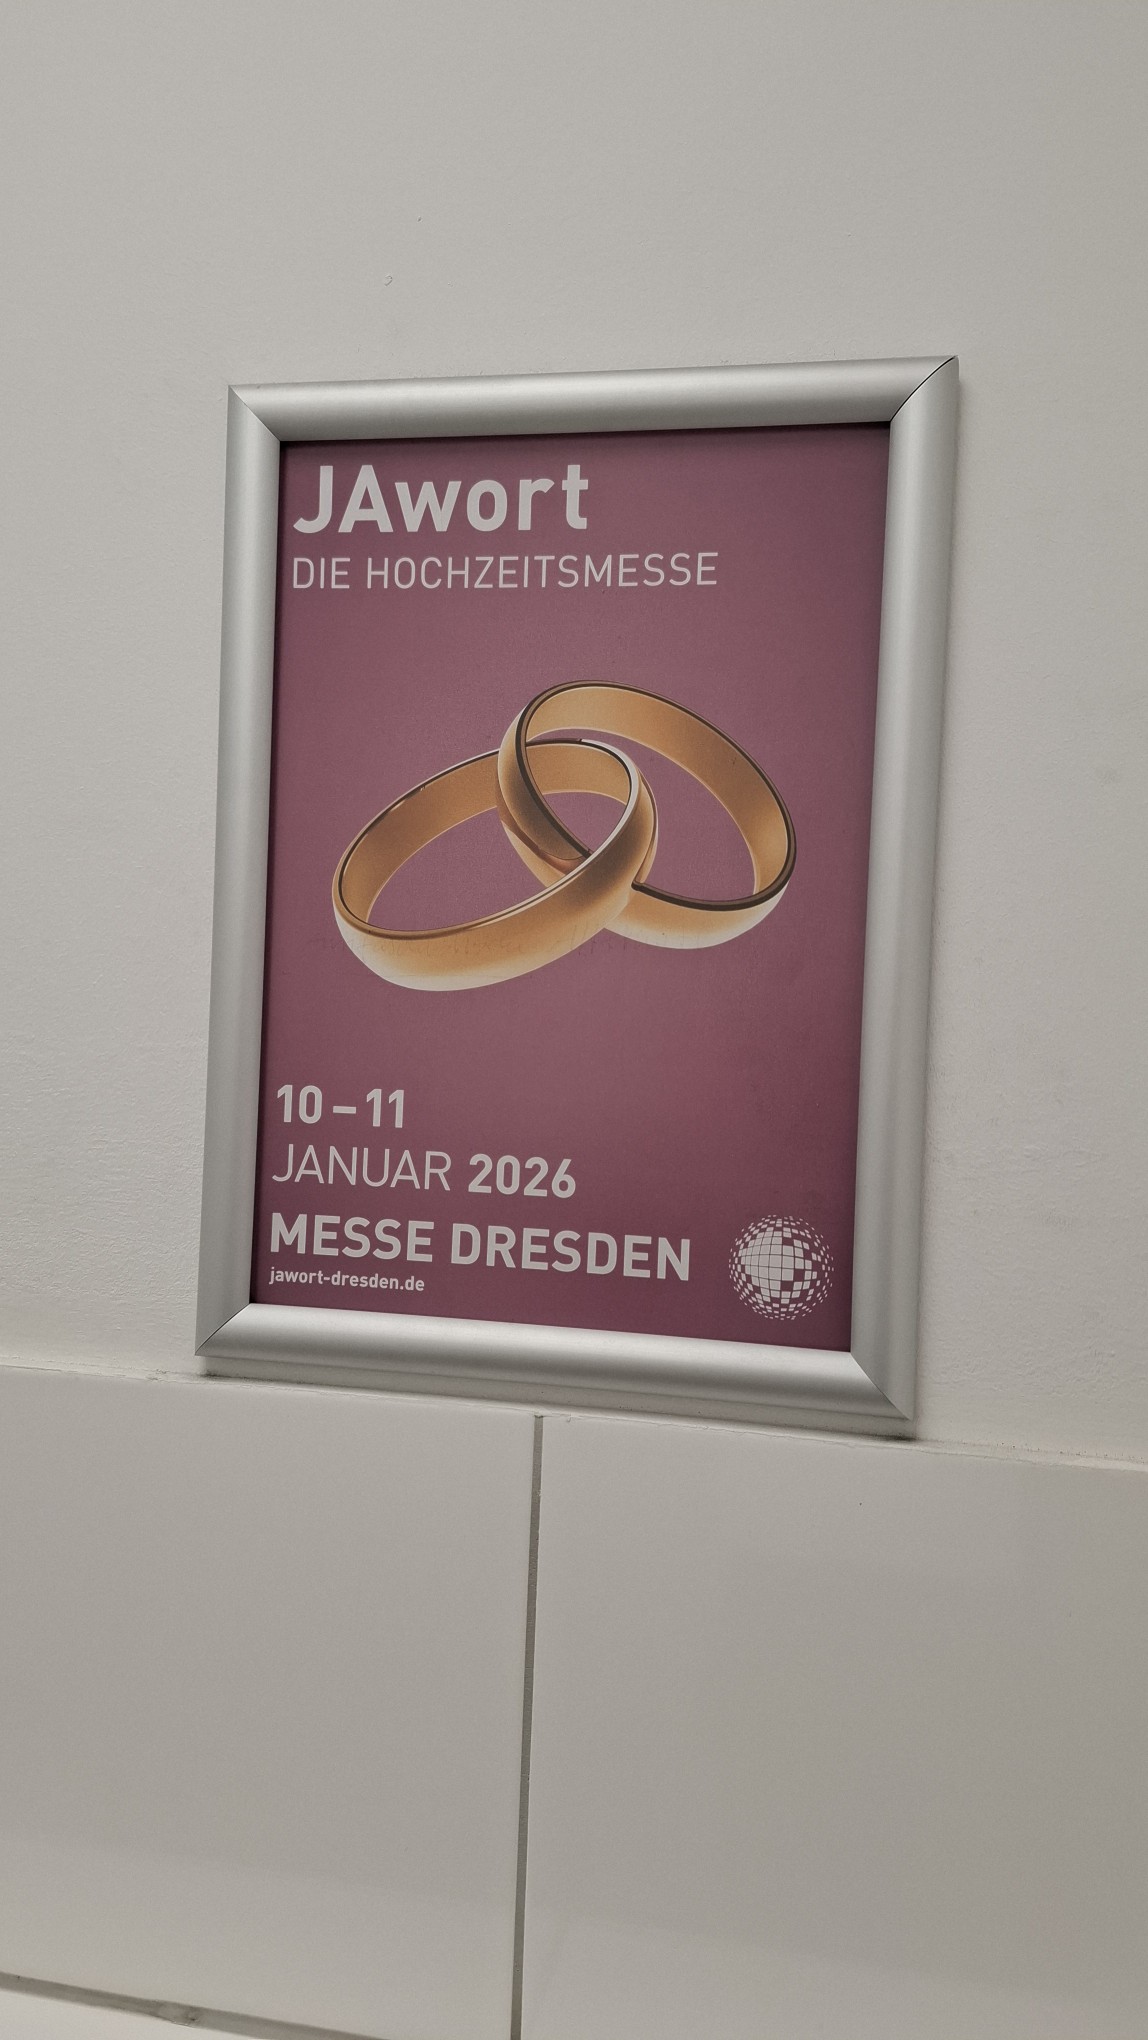 JAwort
DIE HOCHZEITSMESSE
10 – 11
JANUAR 2026
MESSE DRESDEN
jawort-dresden.de